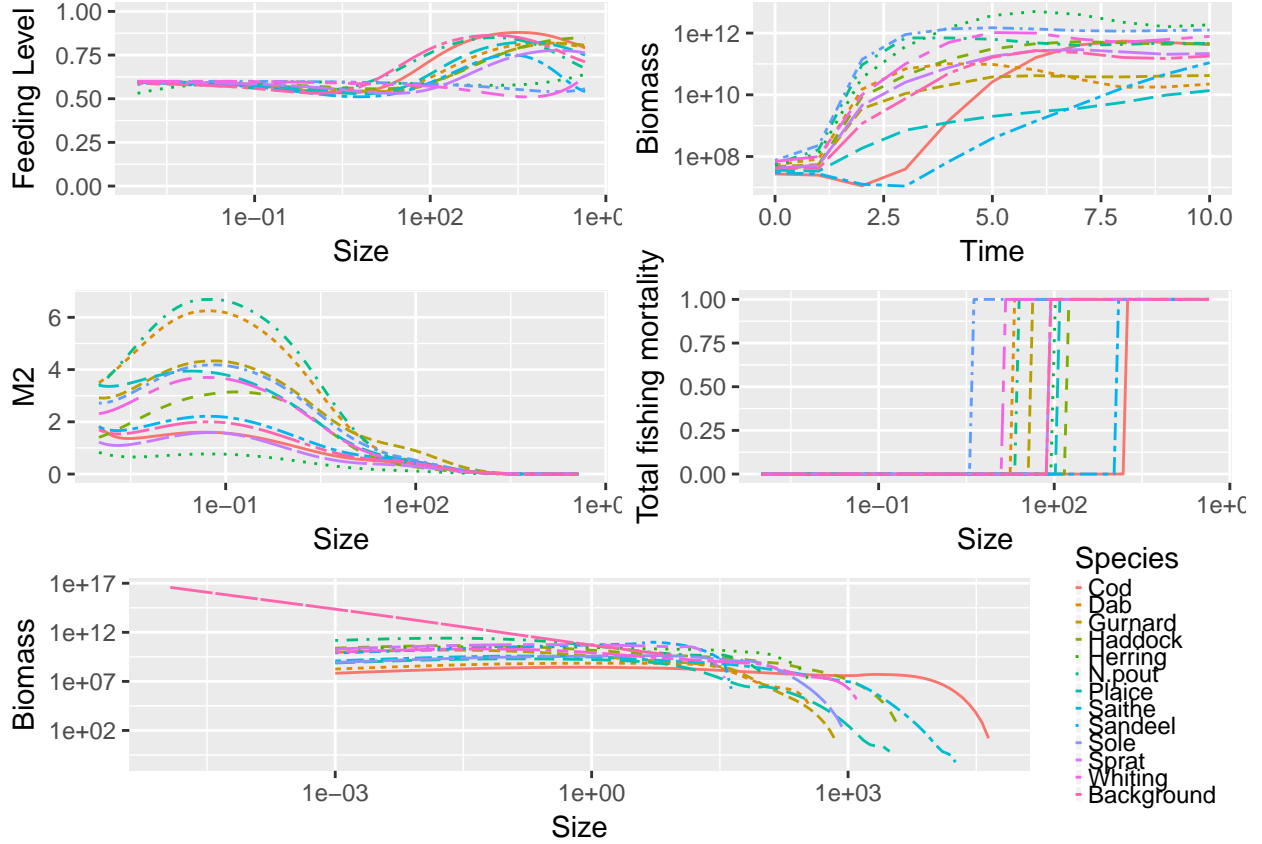 Feeding Level
1.00
0.75
0.50
0.25
0.00
1e−01
1e+02
1e+0
Size
Biomass
1e+12
1e+10
1e+08
0.0
2.5
5.0
7.5
10.0
Time
M2
6
4
2
0
1e−01
1e+02
1e+0
Size
Total fishing mortality
1.00
0.75
0.50
0.25
0.00
1e−01
1e+02
1e+0
Size
Biomass
1e+17
1e+12
1e+07
1e+02
1e−03
1e+00
1e+03
Size
Species
Cod
Dab
Gurnard
Haddock
Herring
N.pout
Plaice
Saithe
Sandeel
Sole
Sprat
Whiting
Background